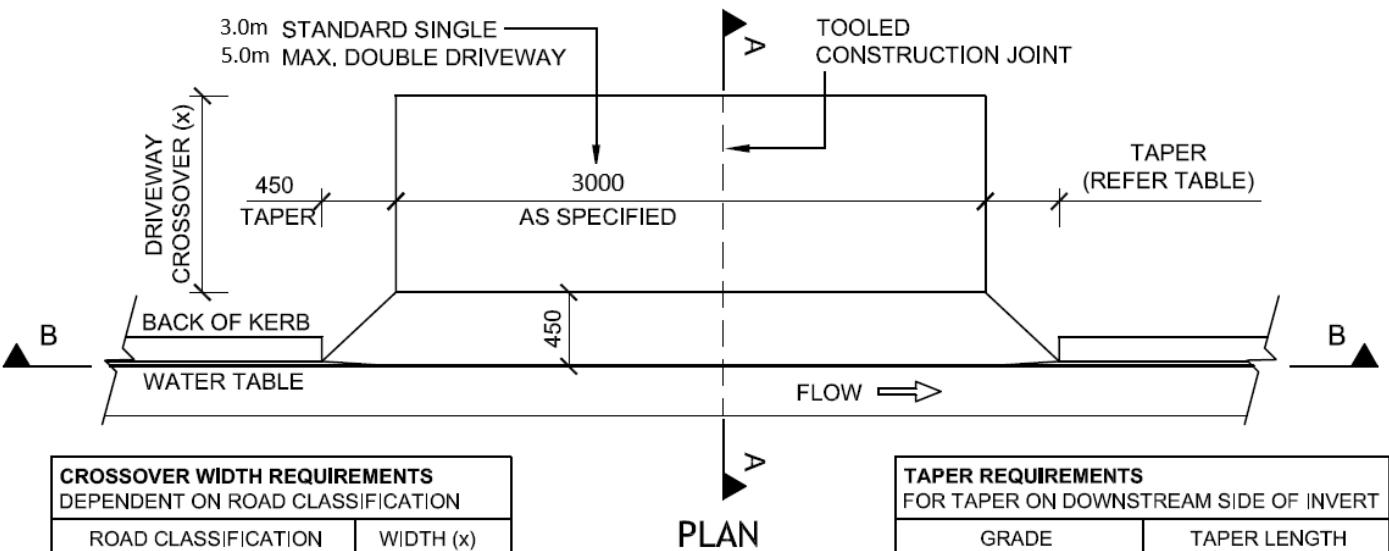 3.0m STANDARD SINGLE
5.0m MAX. DOUBLE DRIVEWAY
A
TOOLED
CONSTRUCTION JOINT
DRIVEWAY
CROSSOVER (x)
450
TAPER
3000
AS SPECIFIED
TAPER
(REFER TABLE)
B
BACK OF KERB
450
B
WATER TABLE
FLOW
A
PLAN
CROSSOVER WIDTH REQUIREMENTS
DEPENDENT ON ROAD CLASSIFICATION
ROAD CLASSIFICATION
WIDTH (x)
TAPER REQUIREMENTS
FOR TAPER ON DOWNSTREAM SIDE OF INVERT
GRADE
TAPER LENGTH